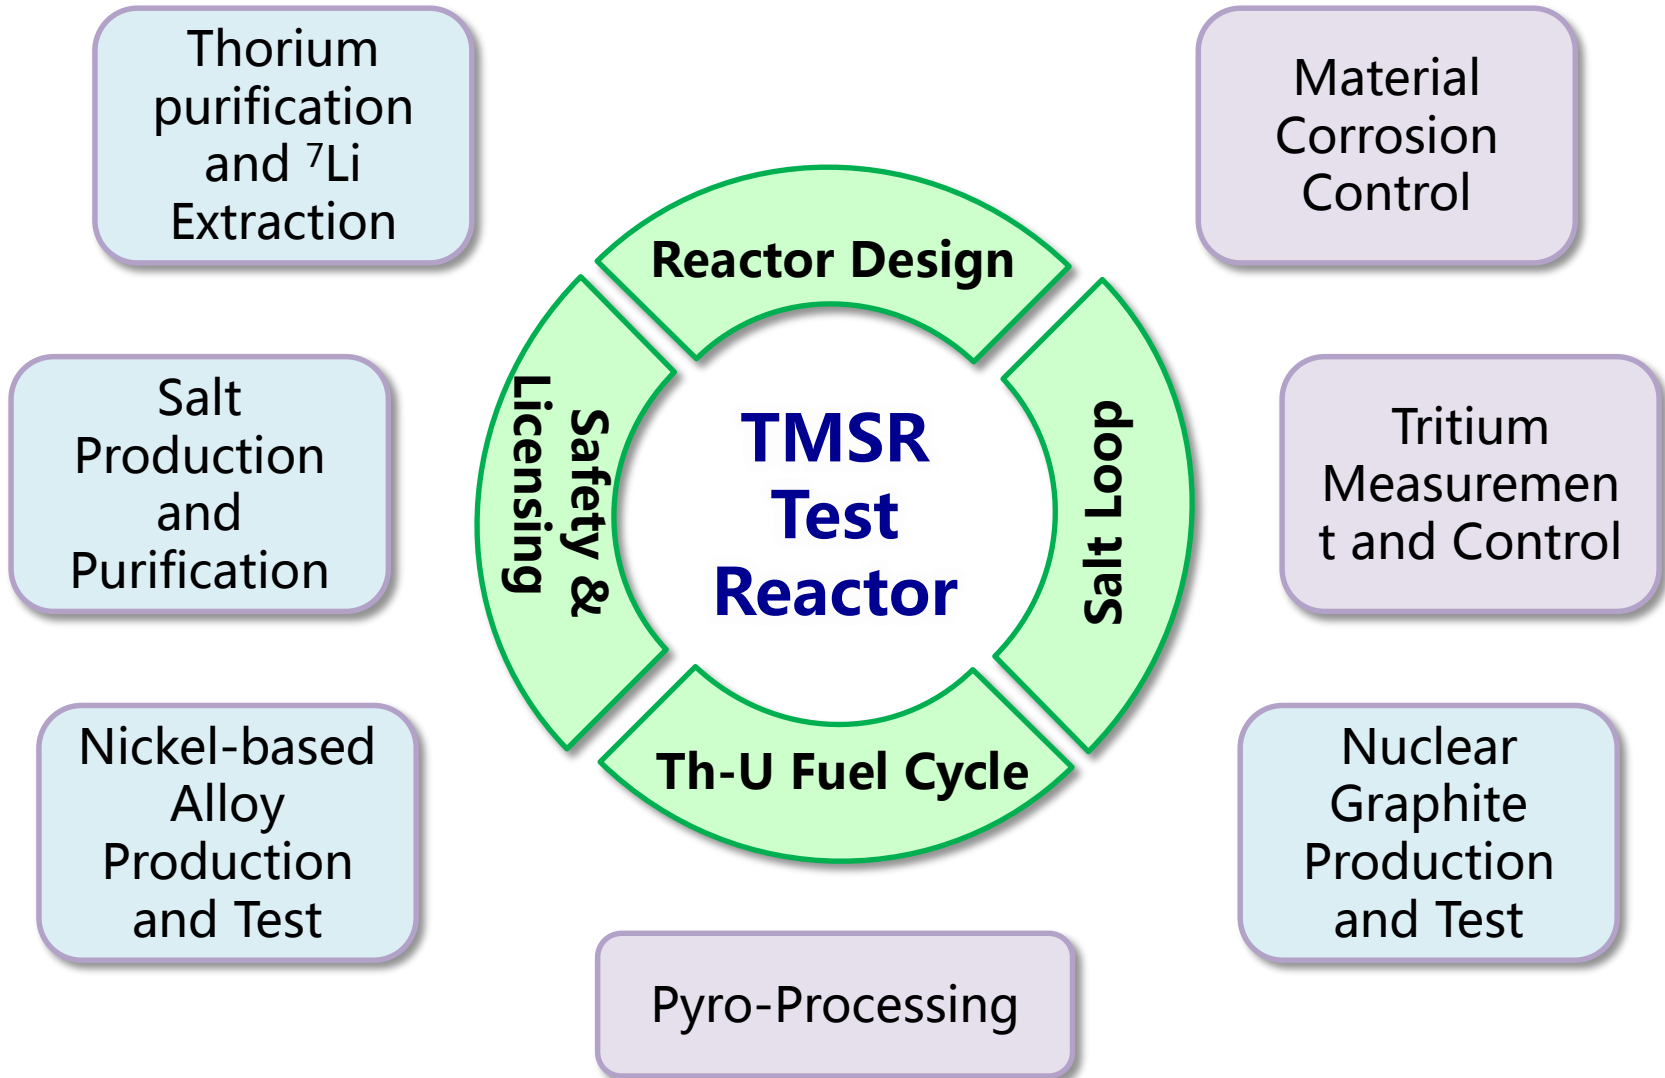 Thorium
purification
and ⁷Li
Extraction
Material
Corrosion
Control
Reactor Design
Salt
Production
and
Purification
Safety &
Licensing
TMSR
Test
Reactor
Salt Loop
Tritium
Measuremen
t and Control
Nickel-based
Alloy
Production
and Test
Th-U Fuel Cycle
Nuclear
Graphite
Production
and Test
Pyro-Processing